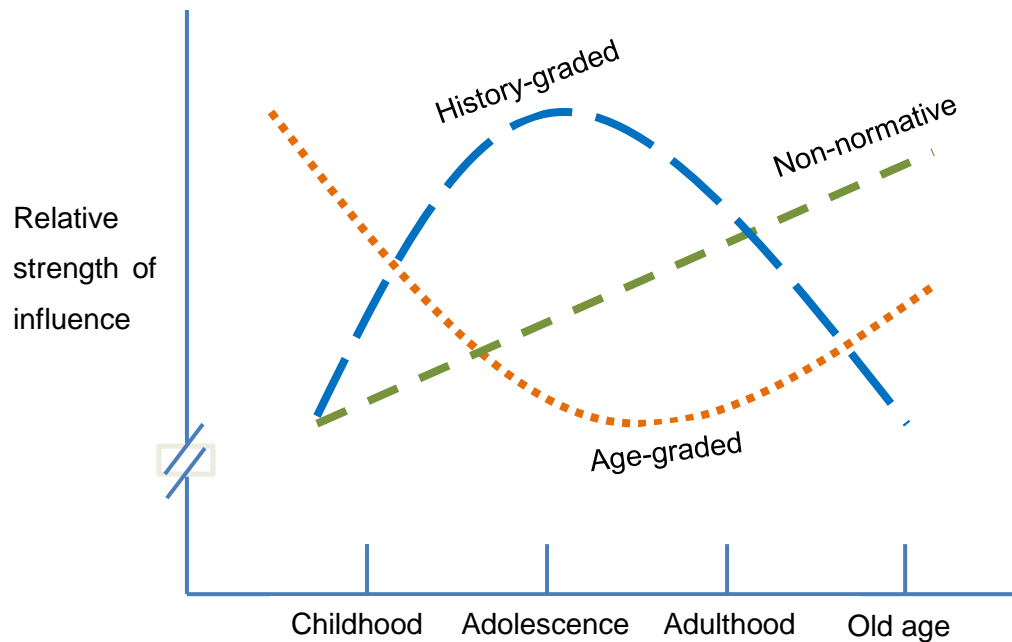 History-graded
Non-normative
Relative
strength of
influence
Age-graded
Childhood Adolescence Adulthood Old age